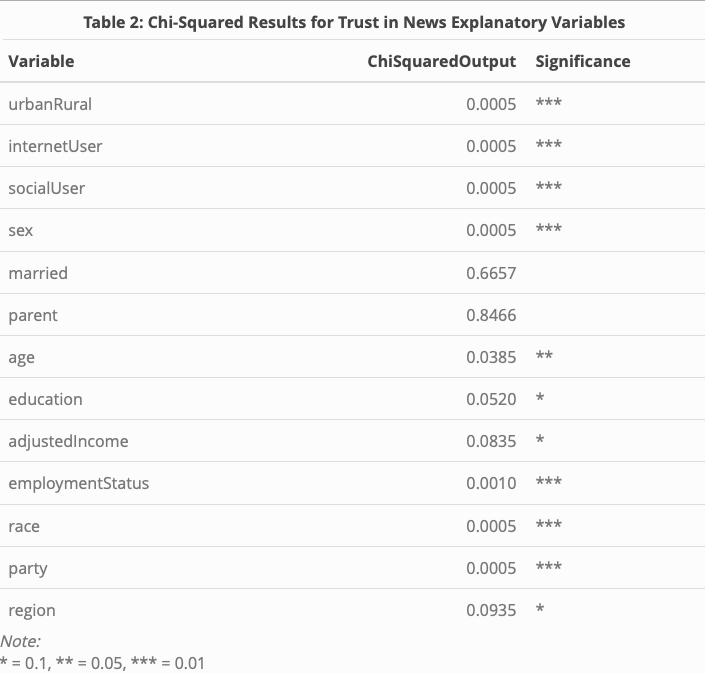 Table 2: Chi-Squared Results for Trust in News Explanatory Variables
Variable ChiSquaredOutput Significance
urbanRural 0.0005 ***
internetUser 0.0005 ***
socialUser 0.0005 ***
sex 0.0005 ***
married 0.6657
parent 0.8466
age 0.0385 **
education 0.0520 *
adjustedIncome 0.0835 *
employmentStatus 0.0010 ***
race 0.0005 ***
party 0.0005 ***
region 0.0935 *
Note:
* = 0.1, ** = 0.05, *** = 0.01